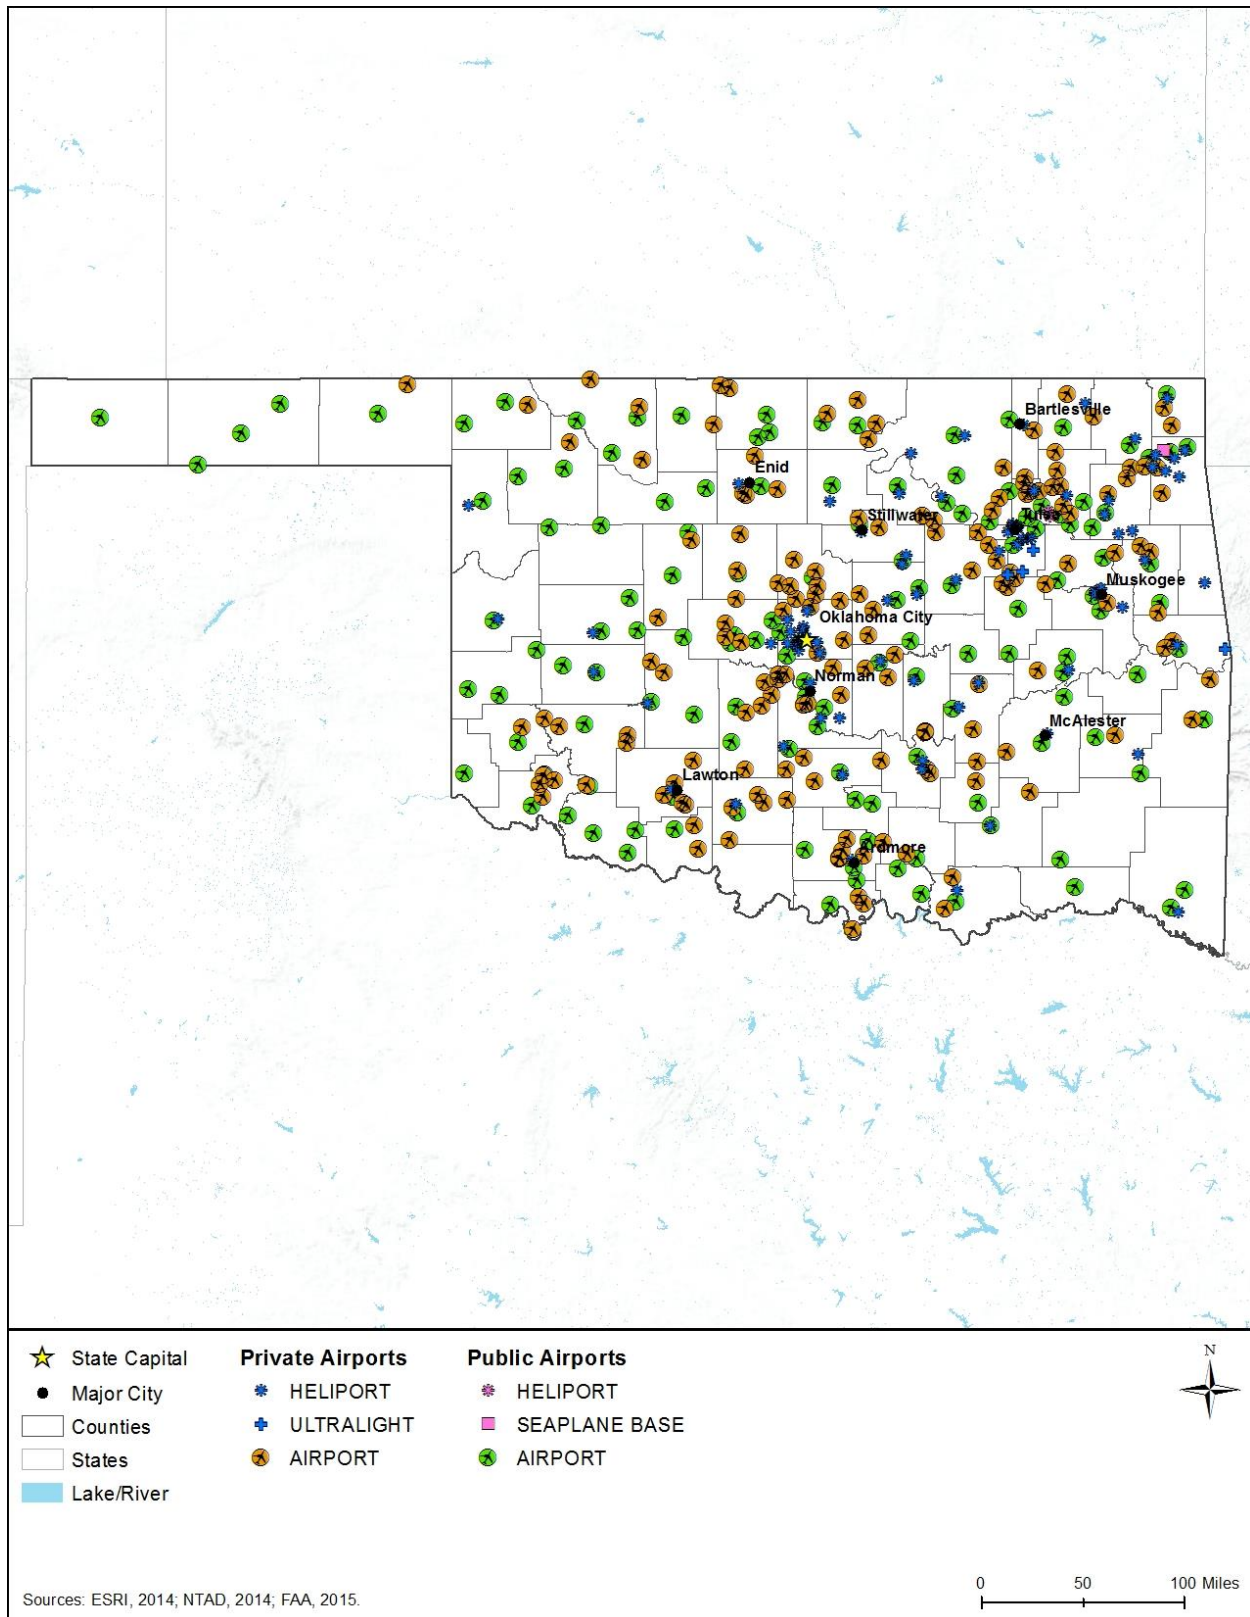 Bartlesville
Enid
Stillwater
Tulsa
Muskogee
Oklahoma City
Norman
McAlester
Lawton
Ardmore
State Capital
Major City
Counties
States
Lake/River
Private Airports
HELIPORT
ULTRALIGHT
AIRPORT
Public Airports
HELIPORT
SEAPLANE BASE
AIRPORT
N
0 50 100 Miles
Sources: ESRI, 2014; NTAD, 2014; FAA, 2015.